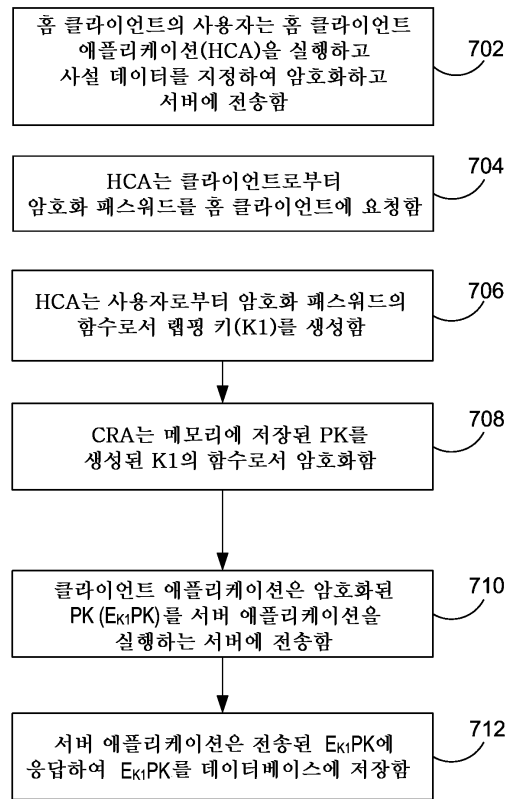 홈 클라이언트의 사용자는 홈 클라이언트
애플리케이션(HCA)을 실행하고
사설 데이터를 지정하여 암호화하고
서버에 전송함
702
HCA는 클라이언트로부터
암호화 패스워드를 홈 클라이언트에 요청함
704
HCA는 사용자로부터 암호화 패스워드의
함수로서 랩핑 키(K1)를 생성함
706
CRA는 메모리에 저장된 PK를
생성된 K1의 함수로서 암호화함
708
클라이언트 애플리케이션은 암호화된
PK (EK1PK)를 서버 애플리케이션을
실행하는 서버에 전송함
710
서버 애플리케이션은 전송된 EK1PK에
응답하여 EK1PK를 데이터베이스에 저장함
712